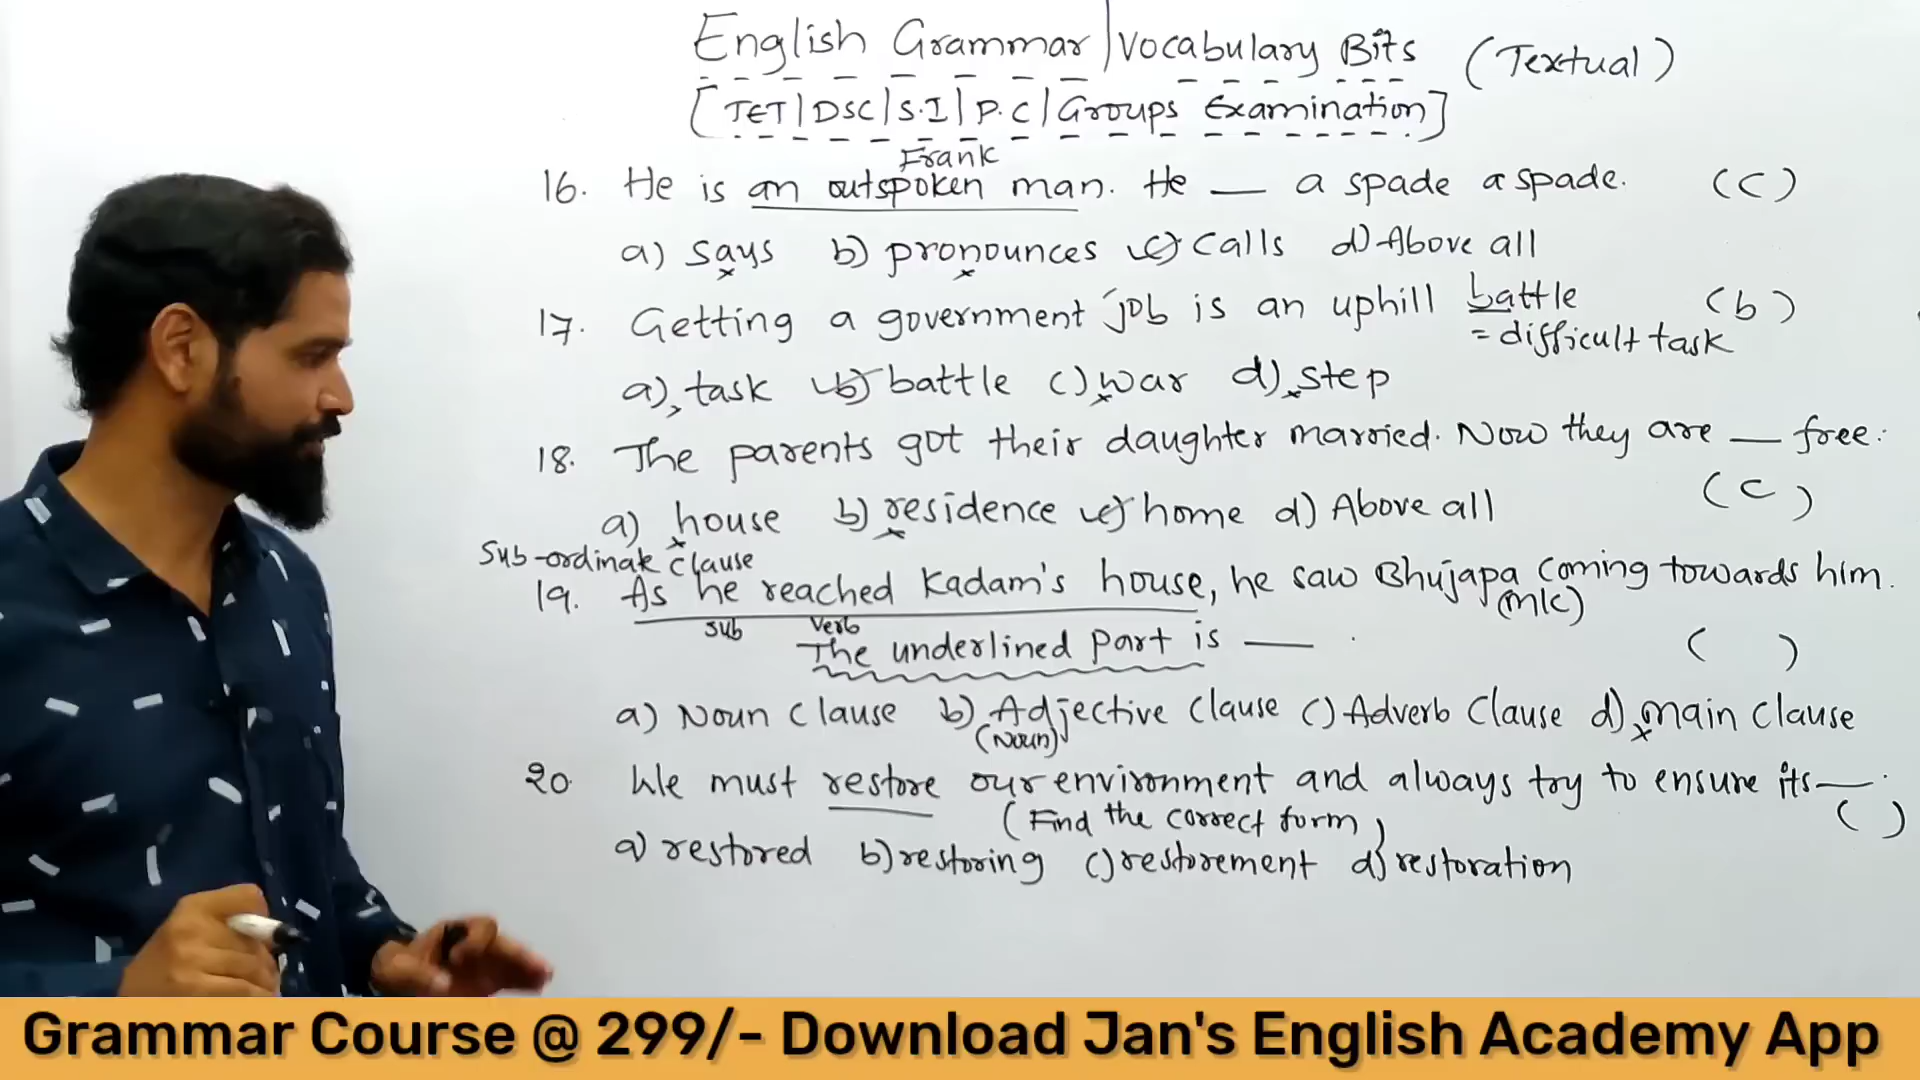 English Grammar | Vocabulary Bits (Textual)
[TET | DSC | S.I | P.C | Groups Examination]
Frank
16. He is an outspoken man. He — a spade a spade. (C)
a) says b) pronounces c) calls d) Above all
17. Getting a government job is an uphill battle (b)
= difficult task
a) task b) battle c) war d) step
18. The parents got their daughter married. Now they are — free.
(C)
a) house b) residence c) home d) Above all
Sub-ordinak clause
19. As he reached Kadam's house, he saw Bhujapa coming towards him.
sub verb (m/c)
The underlined part is — ( )
a) Noun clause b) Adjective clause c) Adverb clause d) main clause
(Noun)
20. We must restore our environment and always try to ensure its — .
(Find the correct form) ( )
a) restored b) restoring c) restorement d) restoration
Grammar Course @ 299/- Download Jan's English Academy App